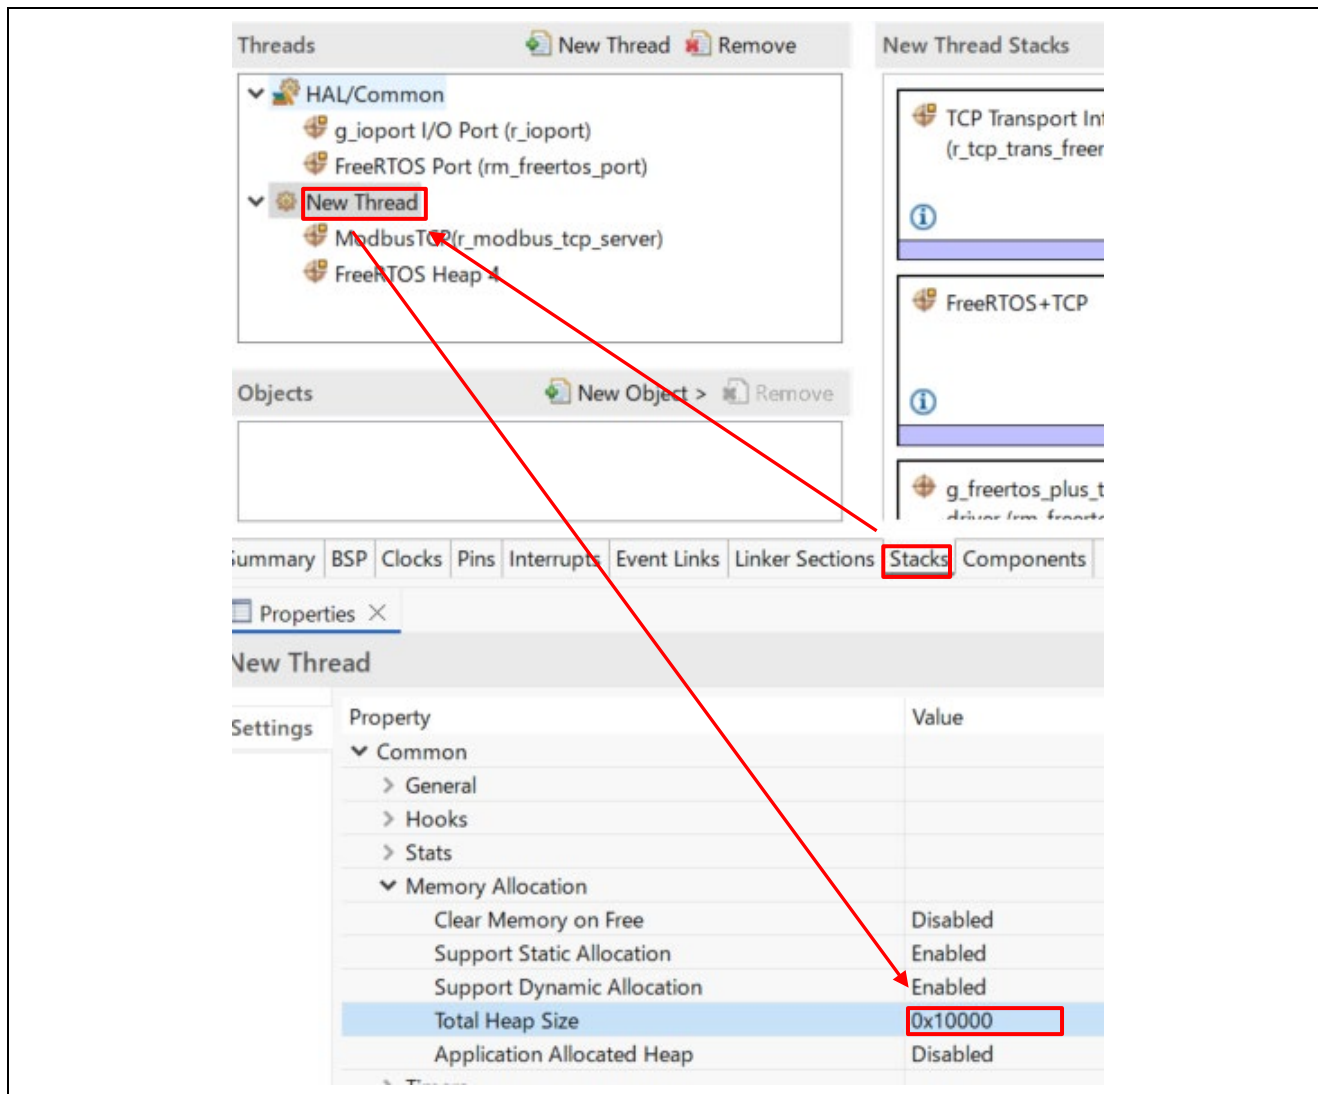 Threads New Thread Remove New Thread Stacks
HAL/Common
g_ioport I/O Port (r_ioport)
FreeRTOS Port (rm_freertos_port)
New Thread
ModbusTCP(r_modbus_tcp_server)
FreeRTOS Heap 4
TCP Transport Int
(r_tcp_trans_freer
FreeRTOS+TCP
g_freertos_plus_t
Objects New Object > Remove
Summary BSP Clocks Pins Interrupts Event Links Linker Sections Stacks Components
Properties
New Thread
Settings
Property Value
Common
General
Hooks
Stats
Memory Allocation
Clear Memory on Free Disabled
Support Static Allocation Enabled
Support Dynamic Allocation Enabled
Total Heap Size 0x10000
Application Allocated Heap Disabled